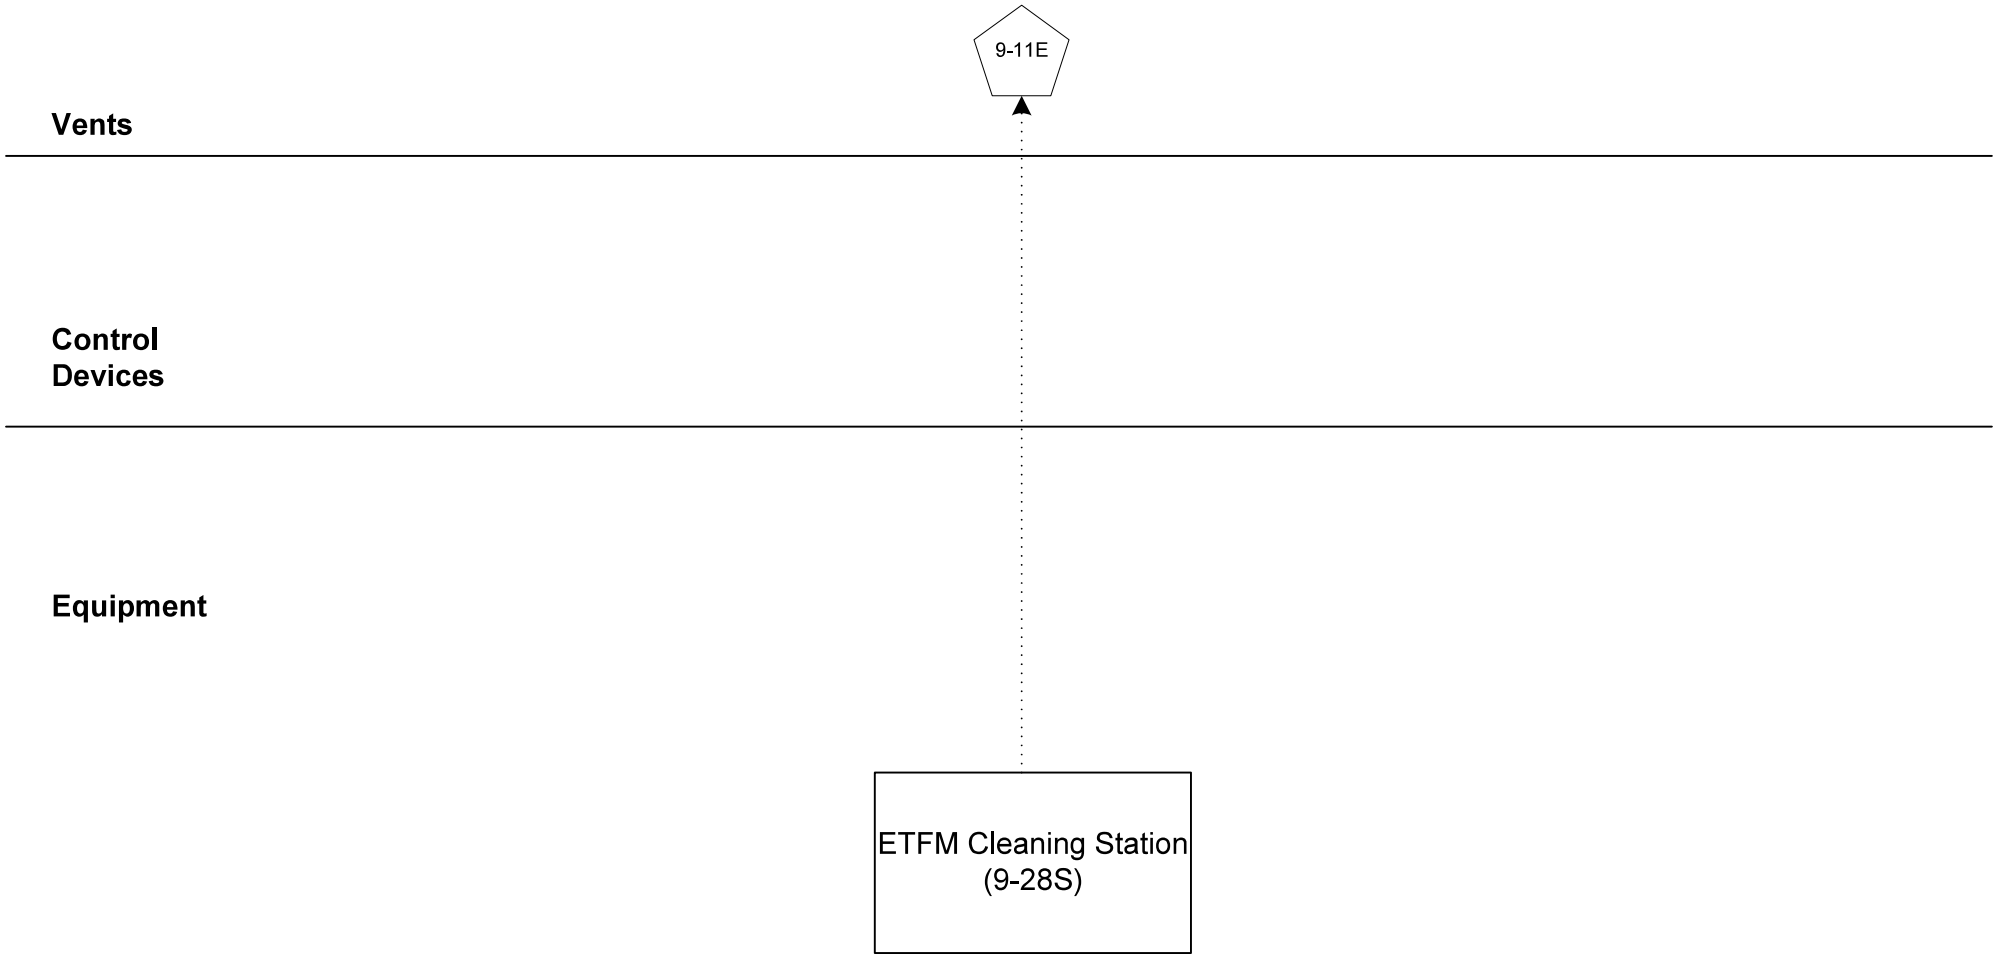 9-11E
Vents
Control
Devices
Equipment
ETFM Cleaning Station
(9-28S)